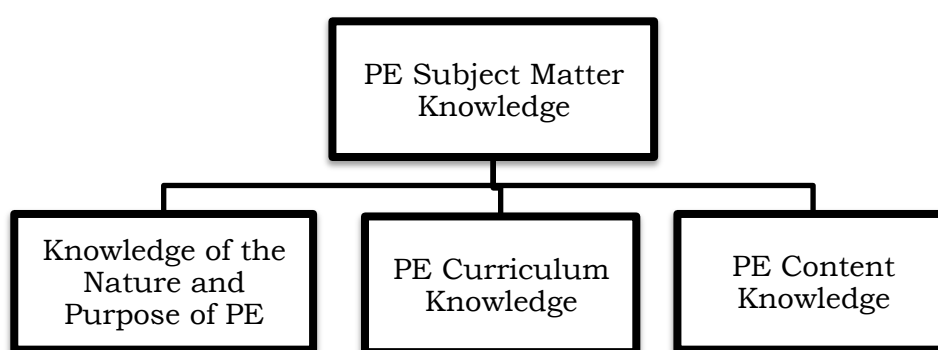 PE Subject Matter
Knowledge
Knowledge of the
Nature and
Purpose of PE
PE Curriculum
Knowledge
PE Content
Knowledge